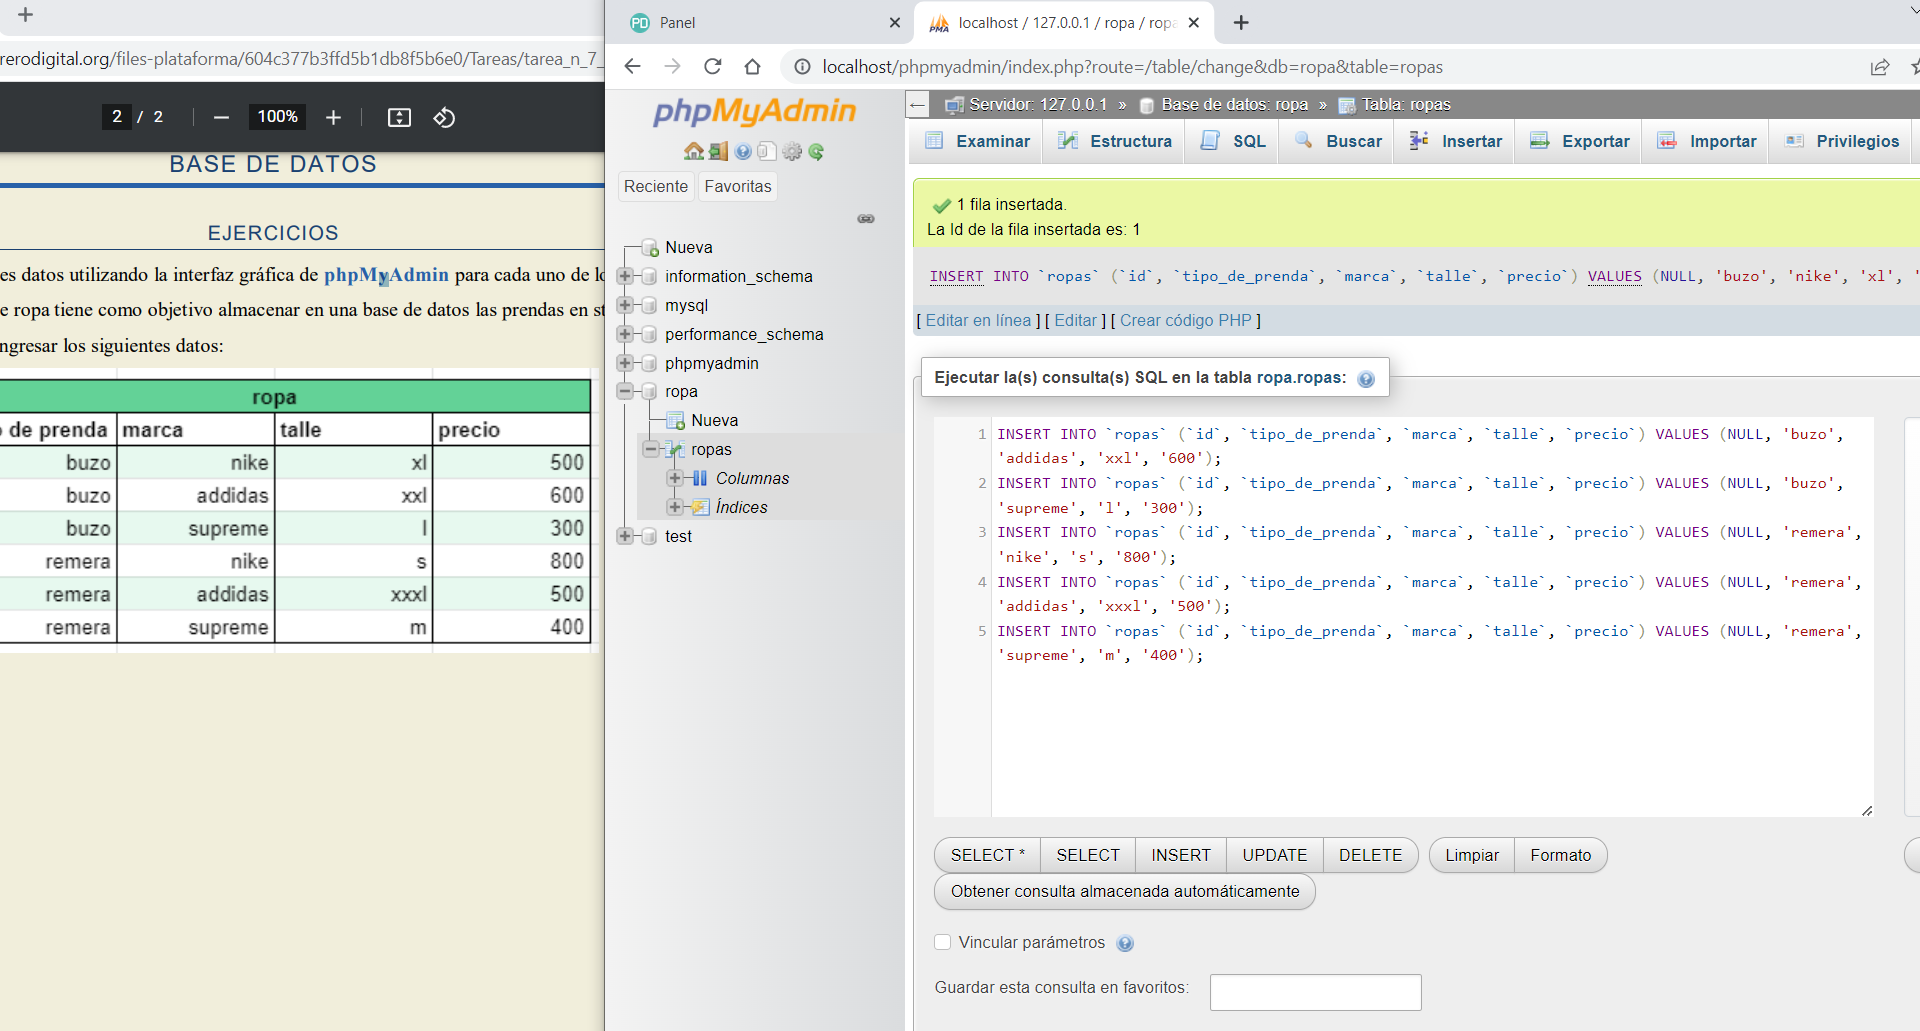 rerodigital.org/files-plataforma/604c377b3ffd5b1db8f5b6e0/Tareas/tarea_n_7_
2 / 2
100%
BASE DE DATOS
EJERCICIOS
es datos utilizando la interfaz gráfica de phpMyAdmin para cada uno de lo
e ropa tiene como objetivo almacenar en una base de datos las prendas en st
ngresar los siguientes datos:
ropa
o de prenda marca talle precio
buzo nike xl 500
buzo addidas xxl 600
buzo supreme l 300
remera nike s 800
remera addidas xxxl 500
remera supreme m 400
PD Panel
PMA localhost / 127.0.0.1 / ropa / ropa
localhost/phpmyadmin/index.php?route=/table/change&db=ropa&table=ropas
phpMyAdmin
Reciente Favoritas
Nueva
information_schema
mysql
performance_schema
phpmyadmin
ropa
Nueva
ropas
Columnas
Índices
test
Servidor: 127.0.0.1 » Base de datos: ropa » Tabla: ropas
Examinar Estructura SQL Buscar Insertar Exportar Importar Privilegios
1 fila insertada.
La Id de la fila insertada es: 1
INSERT INTO `ropas` (`id`, `tipo_de_prenda`, `marca`, `talle`, `precio`) VALUES (NULL, 'buzo', 'nike', 'xl', '
[ Editar en línea ] [ Editar ] [ Crear código PHP ]
Ejecutar la(s) consulta(s) SQL en la tabla ropa.ropas:
1 INSERT INTO `ropas` (`id`, `tipo_de_prenda`, `marca`, `talle`, `precio`) VALUES (NULL, 'buzo',
'addidas', 'xxl', '600');
2 INSERT INTO `ropas` (`id`, `tipo_de_prenda`, `marca`, `talle`, `precio`) VALUES (NULL, 'buzo',
'supreme', 'l', '300');
3 INSERT INTO `ropas` (`id`, `tipo_de_prenda`, `marca`, `talle`, `precio`) VALUES (NULL, 'remera',
'nike', 's', '800');
4 INSERT INTO `ropas` (`id`, `tipo_de_prenda`, `marca`, `talle`, `precio`) VALUES (NULL, 'remera',
'addidas', 'xxxl', '500');
5 INSERT INTO `ropas` (`id`, `tipo_de_prenda`, `marca`, `talle`, `precio`) VALUES (NULL, 'remera',
'supreme', 'm', '400');
SELECT * SELECT INSERT UPDATE DELETE Limpiar Formato
Obtener consulta almacenada automáticamente
Vincular parámetros
Guardar esta consulta en favoritos: